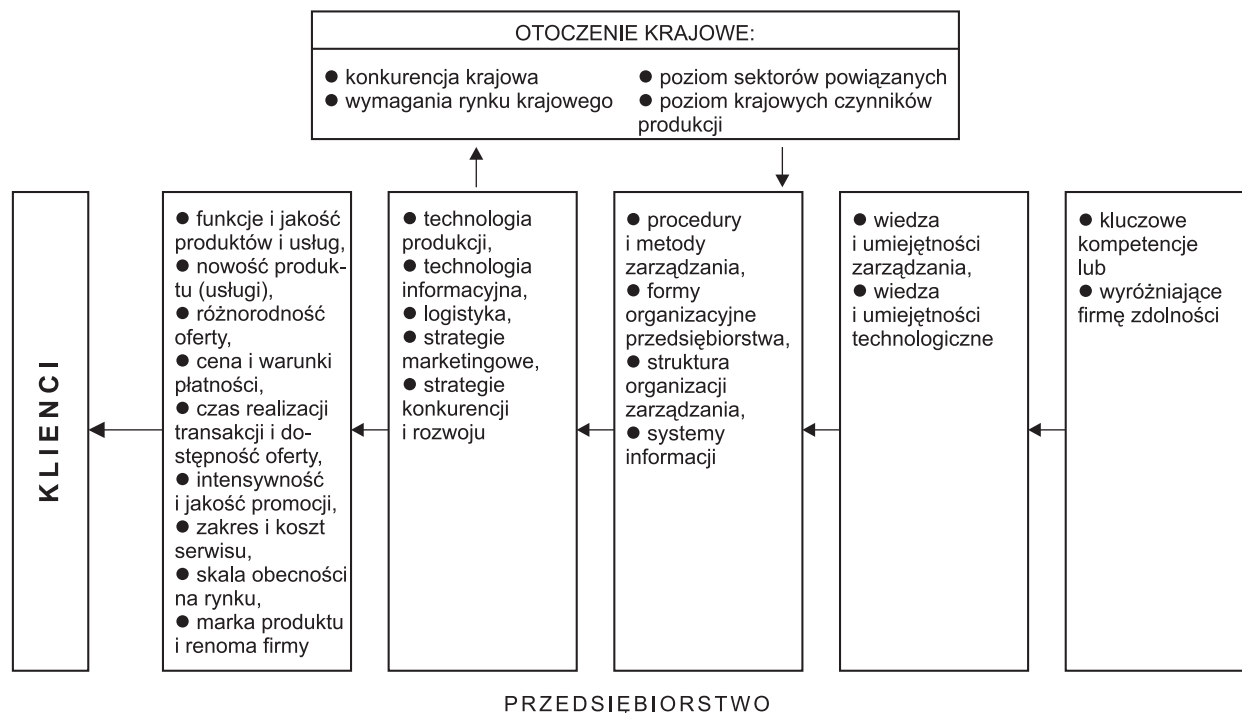 OTOCZENIE KRAJOWE:
● konkurencja krajowa
● wymagania rynku krajowego
● poziom sektorów powiązanych
● poziom krajowych czynników
produkcji
KLIENCI
● funkcje i jakość
produktów i usług,
● nowość produk-
tu (usługi),
● różnorodność
oferty,
● cena i warunki
płatności,
● czas realizacji
transakcji i do-
stępność oferty,
● intensywność
i jakość promocji,
● zakres i koszt
serwisu,
● skala obecności
na rynku,
● marka produktu
i renoma firmy
● technologia
produkcji,
● technologia
informacyjna,
● logistyka,
● strategie
marketingowe,
● strategie
konkurencji
i rozwoju
● procedury
i metody
zarządzania,
● formy
organizacyjne
przedsiębiorstwa,
● struktura
organizacji
zarządzania,
● systemy
informacji
● wiedza
i umiejętności
zarządzania,
● wiedza
i umiejętności
technologiczne
● kluczowe
kompetencje
lub
● wyróżniające
firmę zdolności
PRZEDSIĘBIORSTWO